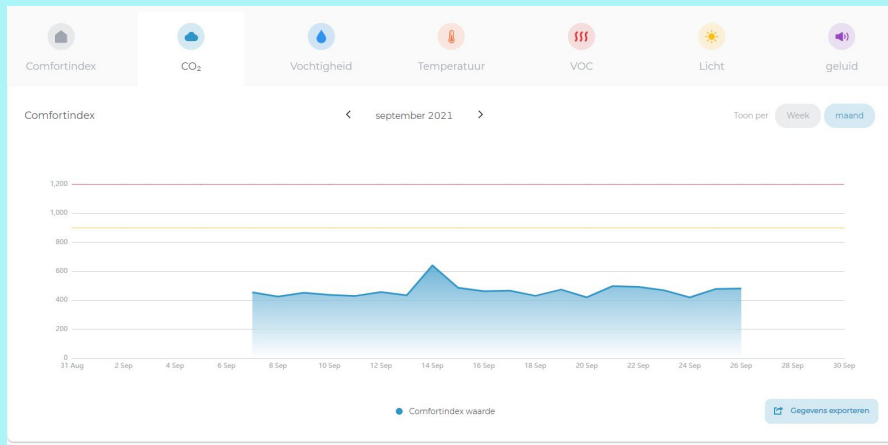 Comfortindex
CO₂
Vochtigheid
Temperatuur
VOC
Licht
geluid
Comfortindex
september 2021
Toon per Week maand
1,200
1,000
800
600
400
200
0
31 Aug 2 Sep 4 Sep 6 Sep 8 Sep 10 Sep 12 Sep 14 Sep 16 Sep 18 Sep 20 Sep 22 Sep 24 Sep 26 Sep 28 Sep 30 Sep
Comfortindex waarde
Gegevens exporteren